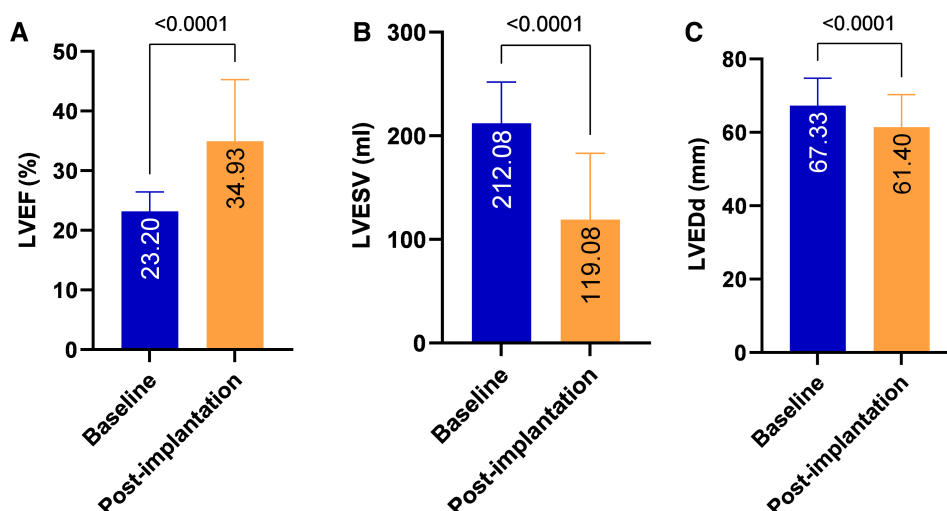 A
<0.0001
LVEF (%)
50
40
30
20
10
0
23.20
34.93
Baseline
Post-implantation
B
<0.0001
LVESV (ml)
300
200
100
0
212.08
119.08
Baseline
Post-implantation
C
<0.0001
LVEDd (mm)
80
60
40
20
0
67.33
61.40
Baseline
Post-implantation